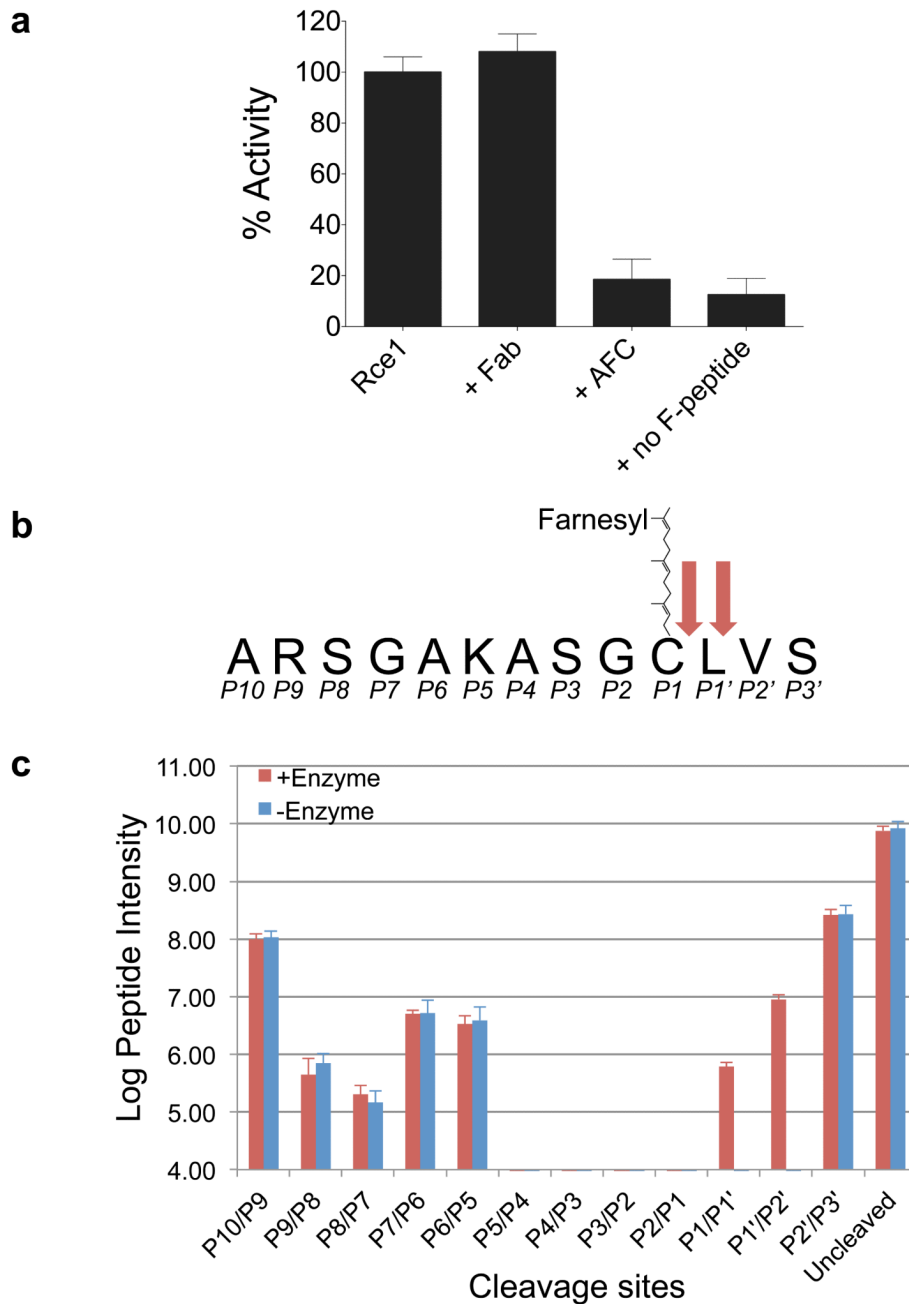 a
% Activity
120
100
80
60
40
20
0
Rce1
+ Fab
+ AFC
+ no F-peptide
b
Farnesyl
A R S G A K A S G C L V S
P10 P9 P8 P7 P6 P5 P4 P3 P2 P1 P1' P2' P3'
c
Log Peptide Intensity
11.00
10.00
9.00
8.00
7.00
6.00
5.00
4.00
+Enzyme
-Enzyme
P10/P9
P9/P8
P8/P7
P7/P6
P6/P5
P5/P4
P4/P3
P3/P2
P2/P1
P1/P1'
P1'/P2'
P2'/P3'
Uncleaved
Cleavage sites